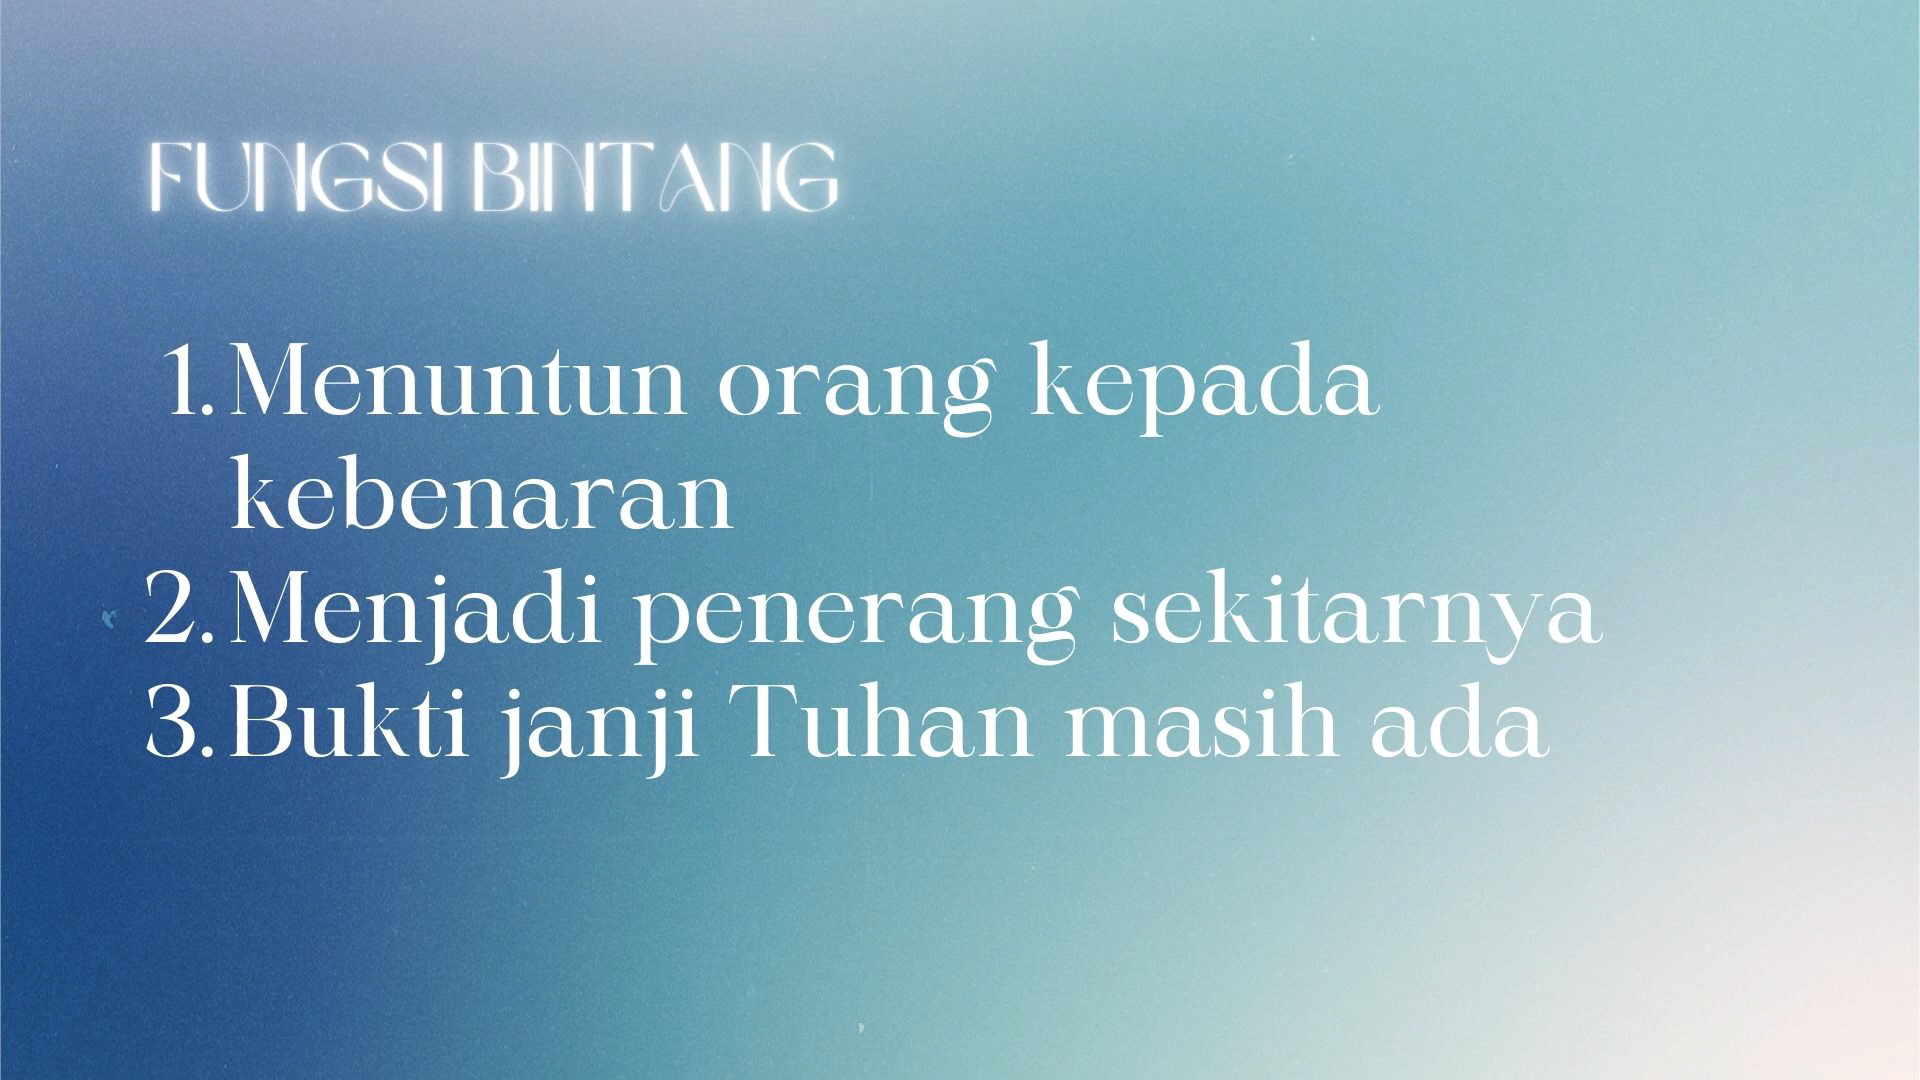 FUNGSI BINTANG
1. Menuntun orang kepada
kebenaran
2. Menjadi penerang sekitarnya
3. Bukti janji Tuhan masih ada